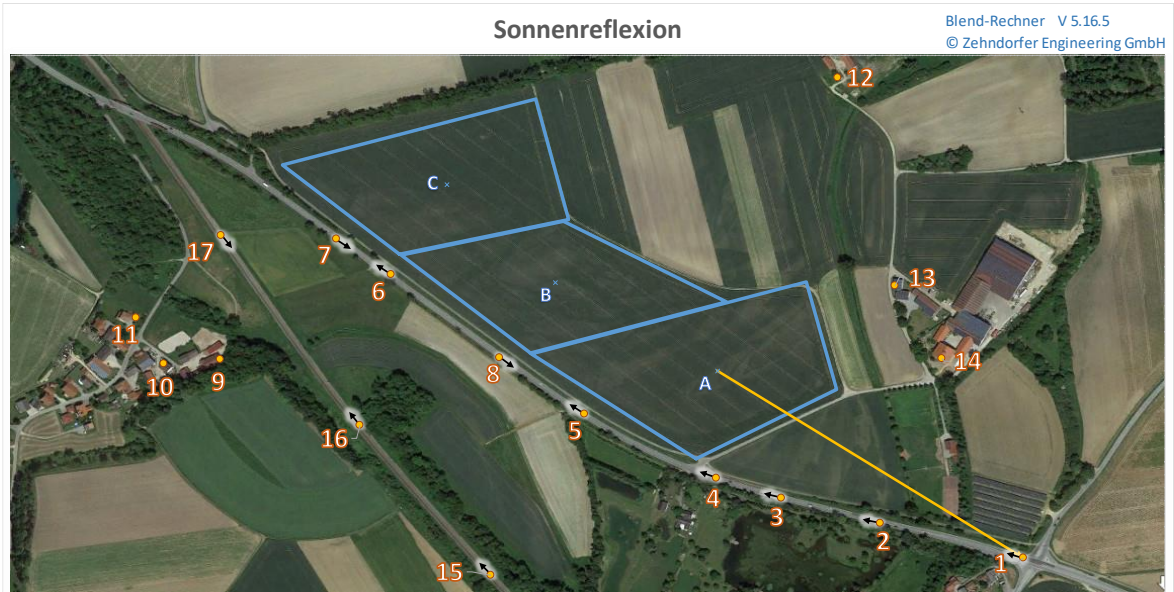 Sonnenreflexion
Blend-Rechner V 5.16.5
© Zehndorfer Engineering GmbH
12
C
17
7
6
13
B
11
10
9
8
14
A
5
16
4
3
2
15
1